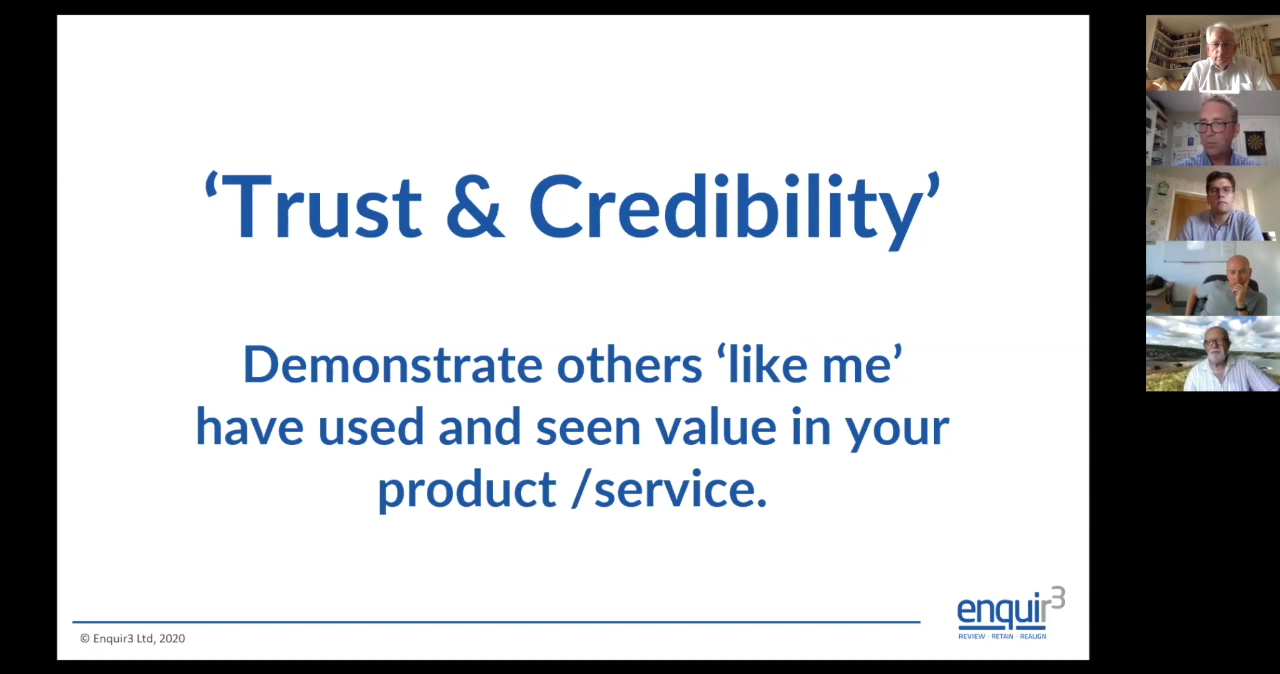 ‘Trust & Credibility’
Demonstrate others ‘like me’
have used and seen value in your
product /service.
© Enquir3 Ltd, 2020
enquir3
REVIEW · RETAIN · REALIGN